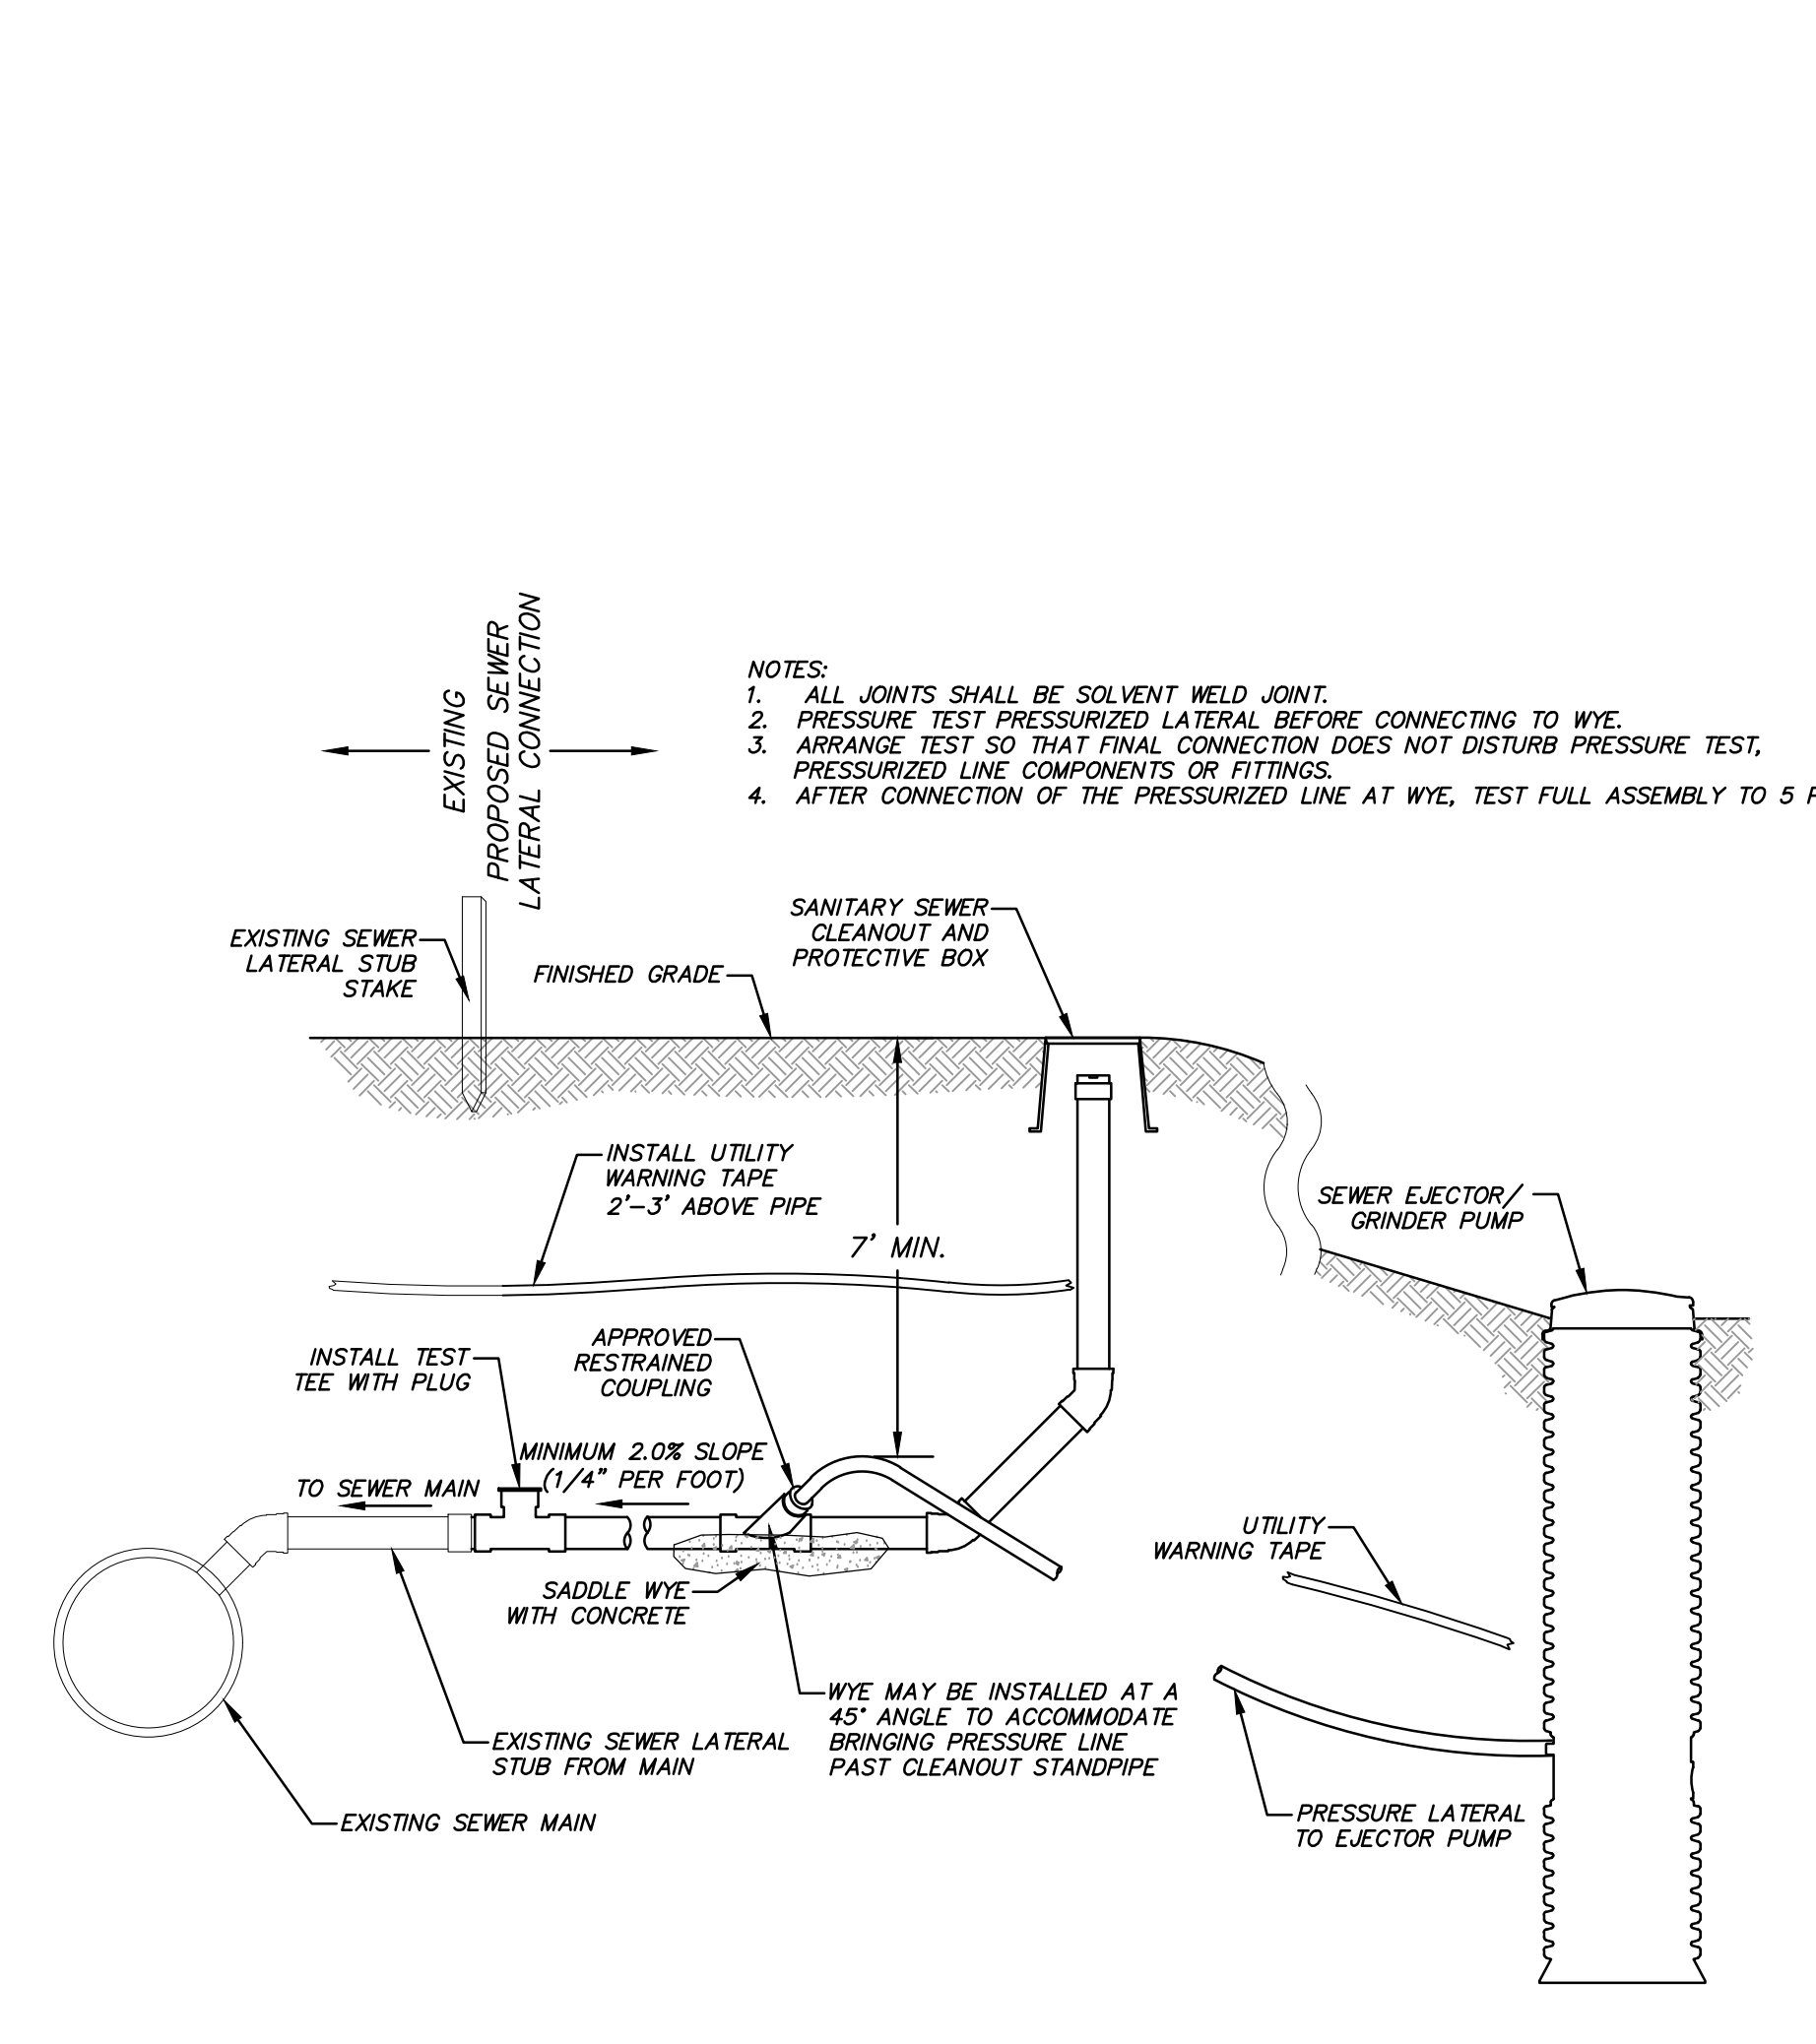 EXISTING
PROPOSED SEWER
LATERAL CONNECTION
NOTES:
1. ALL JOINTS SHALL BE SOLVENT WELD JOINT.
2. PRESSURE TEST PRESSURIZED LATERAL BEFORE CONNECTING TO WYE.
3. ARRANGE TEST SO THAT FINAL CONNECTION DOES NOT DISTURB PRESSURE TEST,
PRESSURIZED LINE COMPONENTS OR FITTINGS.
4. AFTER CONNECTION OF THE PRESSURIZED LINE AT WYE, TEST FULL ASSEMBLY TO 5
EXISTING SEWER
LATERAL STUB
STAKE
FINISHED GRADE
SANITARY SEWER
CLEANOUT AND
PROTECTIVE BOX
INSTALL UTILITY
WARNING TAPE
2'-3' ABOVE PIPE
7' MIN.
SEWER EJECTOR/
GRINDER PUMP
INSTALL TEST
TEE WITH PLUG
APPROVED
RESTRAINED
COUPLING
MINIMUM 2.0% SLOPE
(1/4" PER FOOT)
TO SEWER MAIN
SADDLE WYE
WITH CONCRETE
UTILITY
WARNING TAPE
WYE MAY BE INSTALLED AT A
45° ANGLE TO ACCOMMODATE
BRINGING PRESSURE LINE
PAST CLEANOUT STANDPIPE
EXISTING SEWER LATERAL
STUB FROM MAIN
EXISTING SEWER MAIN
PRESSURE LATERAL
TO EJECTOR PUMP